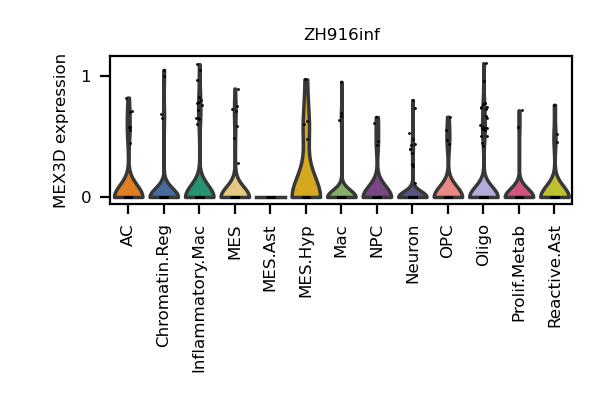 ZH916inf
MEX3D expression
1
0
AC
Chromatin.Reg
Inflammatory.Mac
MES
MES.Ast
MES.Hyp
Mac
NPC
Neuron
OPC
Oligo
Prolif.Metab
Reactive.Ast